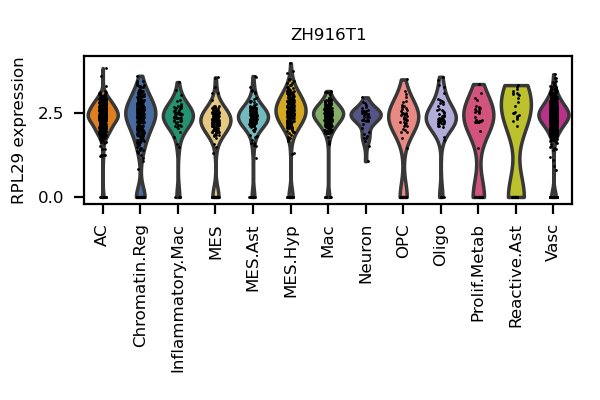 ZH916T1
RPL29 expression
2.5
0.0
AC
Chromatin.Reg
Inflammatory.Mac
MES
MES.Ast
MES.Hyp
Mac
Neuron
OPC
Oligo
Prolif.Metab
Reactive.Ast
Vasc